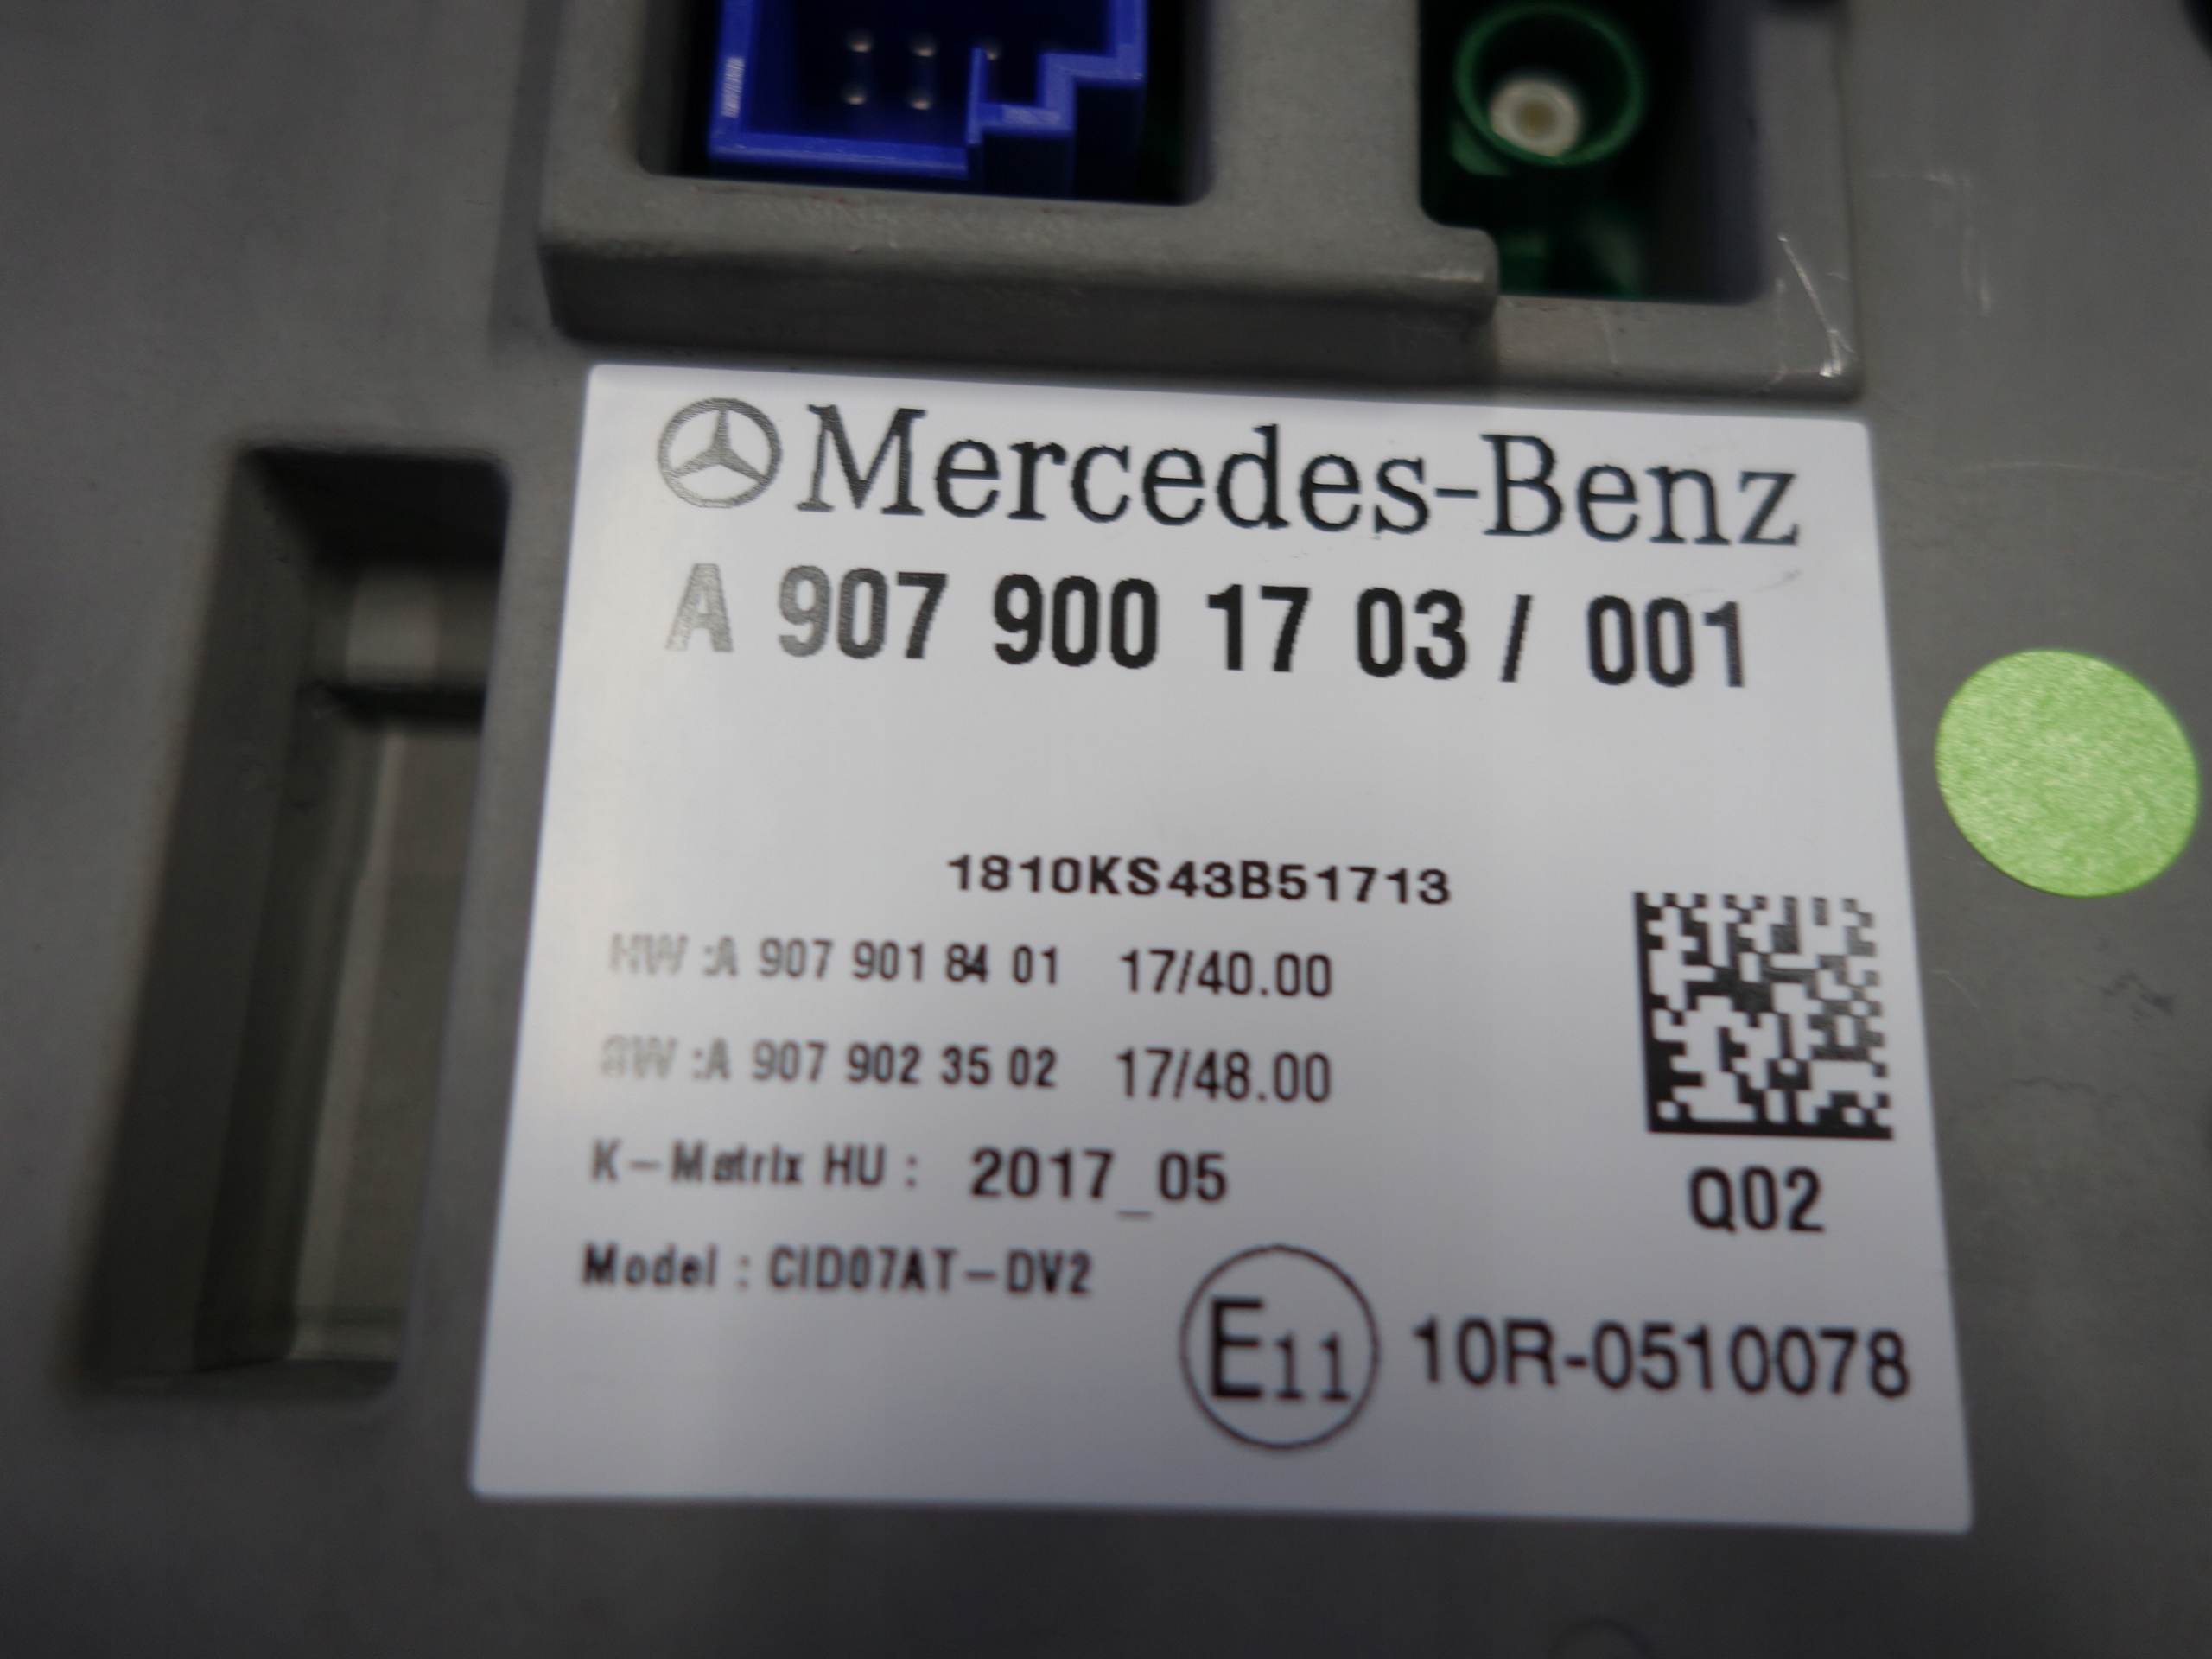 Mercedes-Benz
A 907 900 17 03 / 001
1810KS43B51713
HW :A 907 901 84 01 17/40.00
SW :A 907 902 35 02 17/48.00
K-Matrix HU : 2017_05
Q02
Model : CID07AT-DV2
E11 10R-0510078